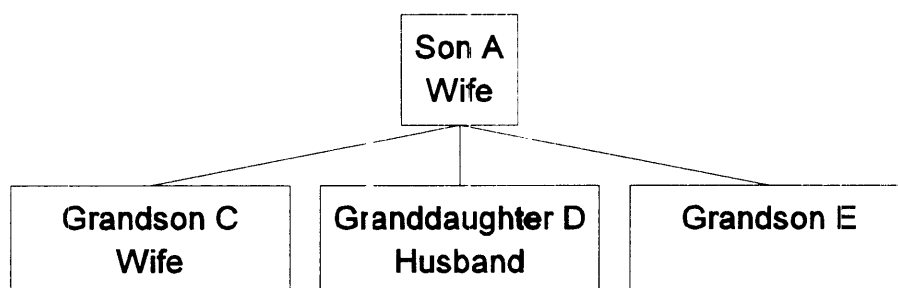 Son A
Wife
Grandson C
Wife
Granddaughter D
Husband
Grandson E